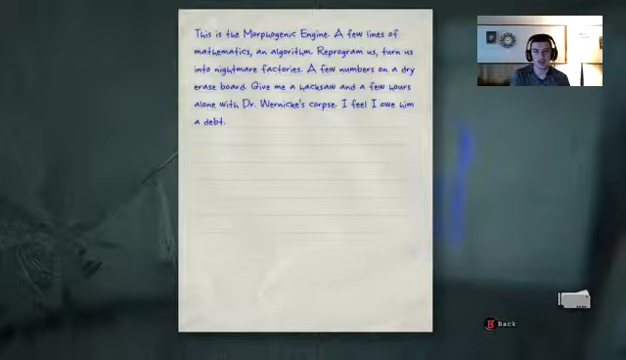 This is the Morphogenic Engine. A few lines of
mathematics, an algorithm. Reprogram us, turn us
into nightmare factories. A few numbers on a dry
erase board. Give me a hacksaw and a few hours
alone with Dr. Wernicke's corpse. I feel I owe him
a debt.
B Back